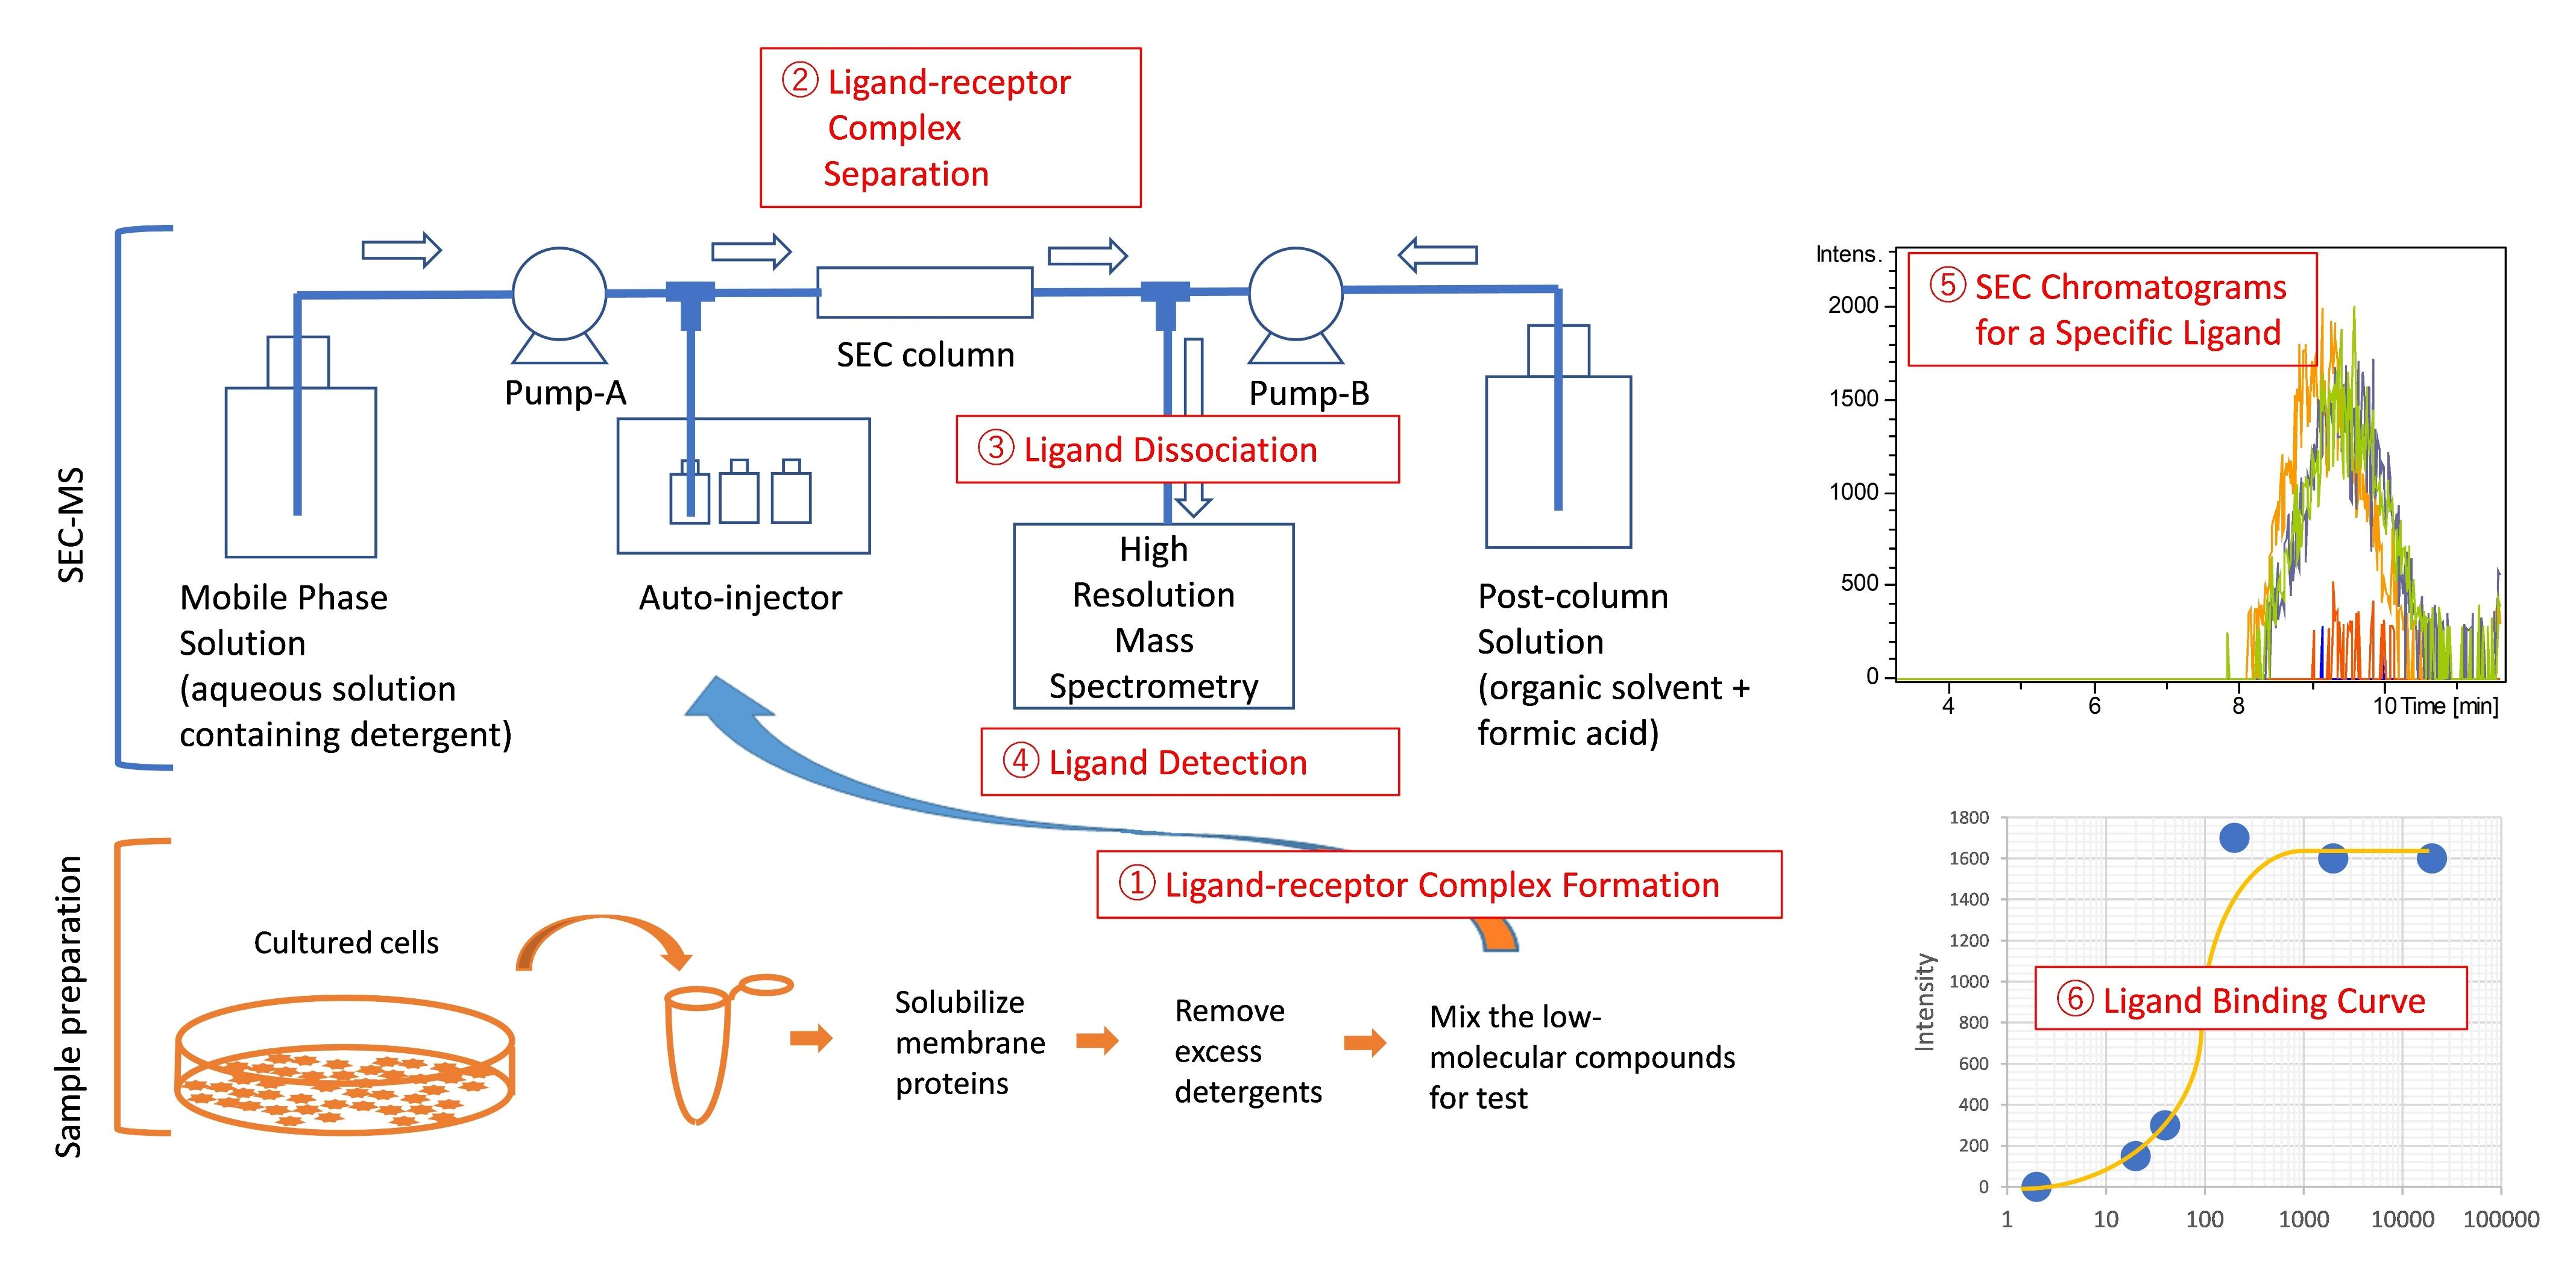 ② Ligand-receptor
Complex
Separation
SEC-MS
Pump-A
SEC column
Pump-B
③ Ligand Dissociation
Mobile Phase
Solution
(aqueous solution
containing detergent)
Auto-injector
High
Resolution
Mass
Spectrometry
Post-column
Solution
(organic solvent +
formic acid)
④ Ligand Detection
Intens.
⑤ SEC Chromatograms
for a Specific Ligand
2000
1500
1000
500
0
4 6 8 10 Time [min]
Sample preparation
① Ligand-receptor Complex Formation
Cultured cells
Solubilize
membrane
proteins
Remove
excess
detergents
Mix the low-
molecular compounds
for test
Intensity
1800
1600
1400
1200
1000
800
600
400
200
0
⑥ Ligand Binding Curve
1 10 100 1000 10000 100000